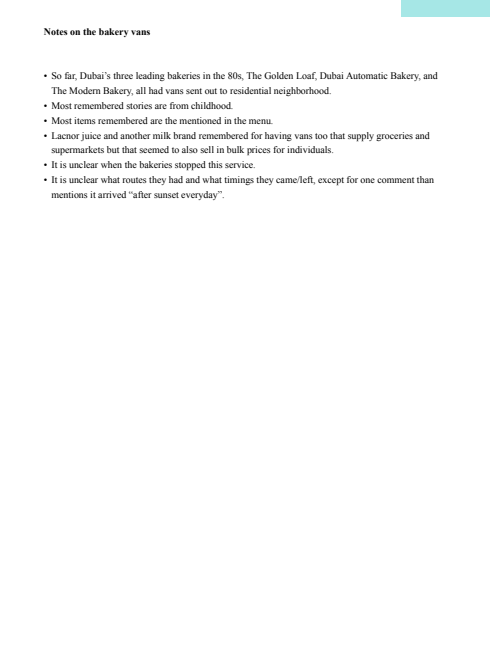 Notes on the bakery vans
• So far, Dubai’s three leading bakeries in the 80s, The Golden Loaf, Dubai Automatic Bakery, and
The Modern Bakery, all had vans sent out to residential neighborhood.
• Most remembered stories are from childhood.
• Most items remembered are the mentioned in the menu.
• Lacnor juice and another milk brand remembered for having vans too that supply groceries and
supermarkets but that seemed to also sell in bulk prices for individuals.
• It is unclear when the bakeries stopped this service.
• It is unclear what routes they had and what timings they came/left, except for one comment than
mentions it arrived “after sunset everyday”.